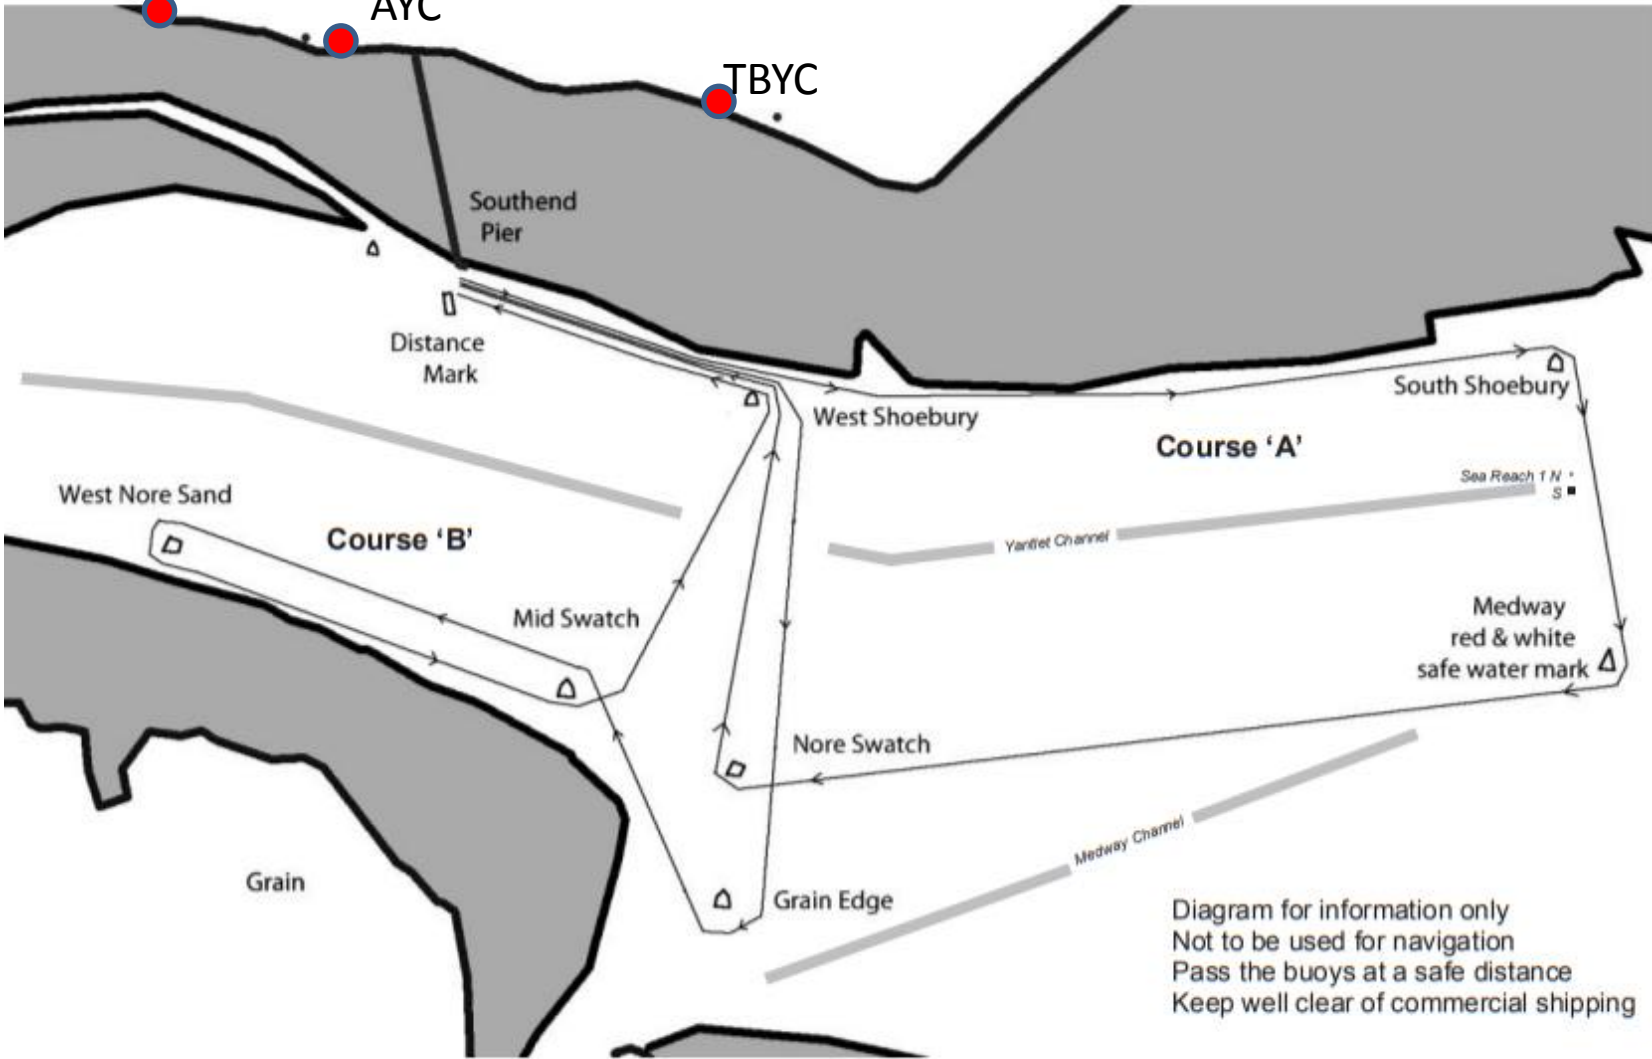 AYC
TBYC
Southend
Pier
Distance
Mark
South Shoebury
West Shoebury
Course 'A'
Sea Reach 1 N
S
West Nore Sand
Course 'B'
Yantlet Channel
Mid Swatch
Medway
red & white
safe water mark
Nore Swatch
Medway Channel
Grain
Grain Edge
Diagram for information only
Not to be used for navigation
Pass the buoys at a safe distance
Keep well clear of commercial shipping